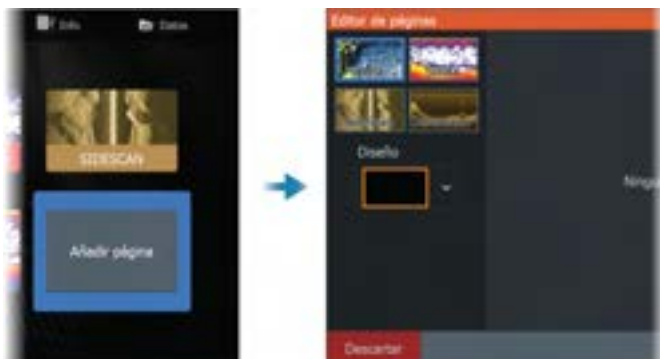 Info
Datos
SIDESCAN
Añadir página
Editor de páginas
Diseño
Descartar